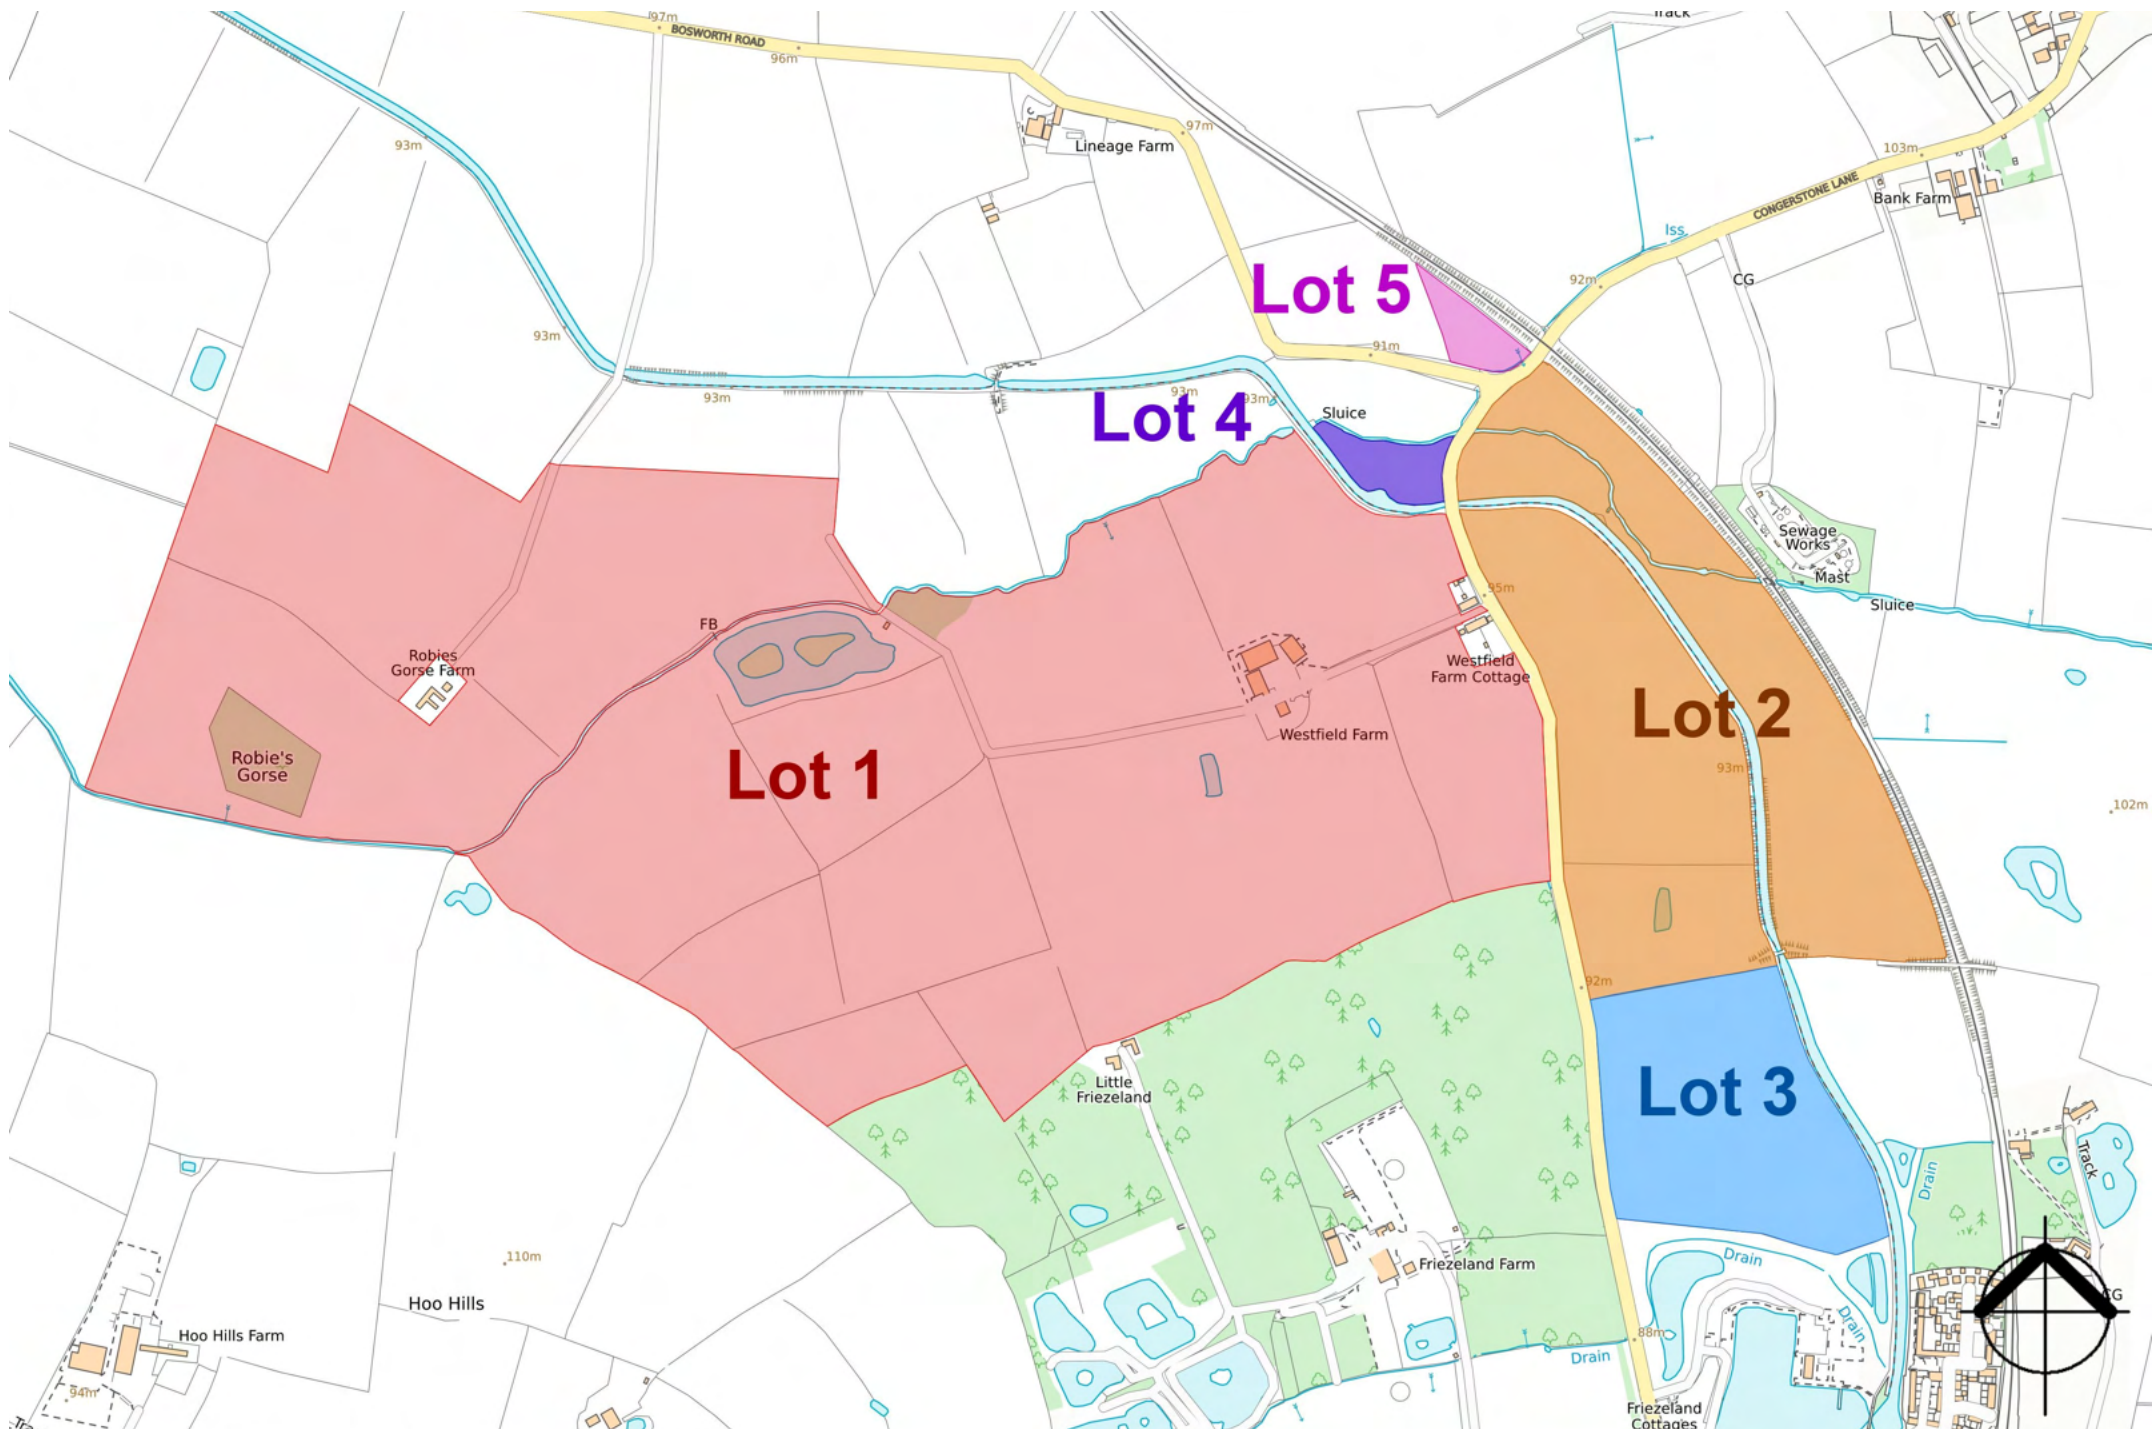 Track
97m
BOSWORTH ROAD
96m
93m
Lineage Farm
97m
103m
CONGERSTONE LANE
Bank Farm
Iss
CG
92m
Lot 5
91m
93m
93m
93m
93m
Lot 4
Sluice
Sewage
Works
Mast
Sluice
95m
FB
Robies
Gorse Farm
Westfield
Farm Cottage
Westfield Farm
Lot 2
Robie's
Gorse
Lot 1
93m
102m
92m
Lot 3
Little
Friezeland
Drain
Track
110m
Hoo Hills
Friezeland Farm
Drain
CG
Drain
Hoo Hills Farm
88m
Drain
94m
Friezeland
Cottages